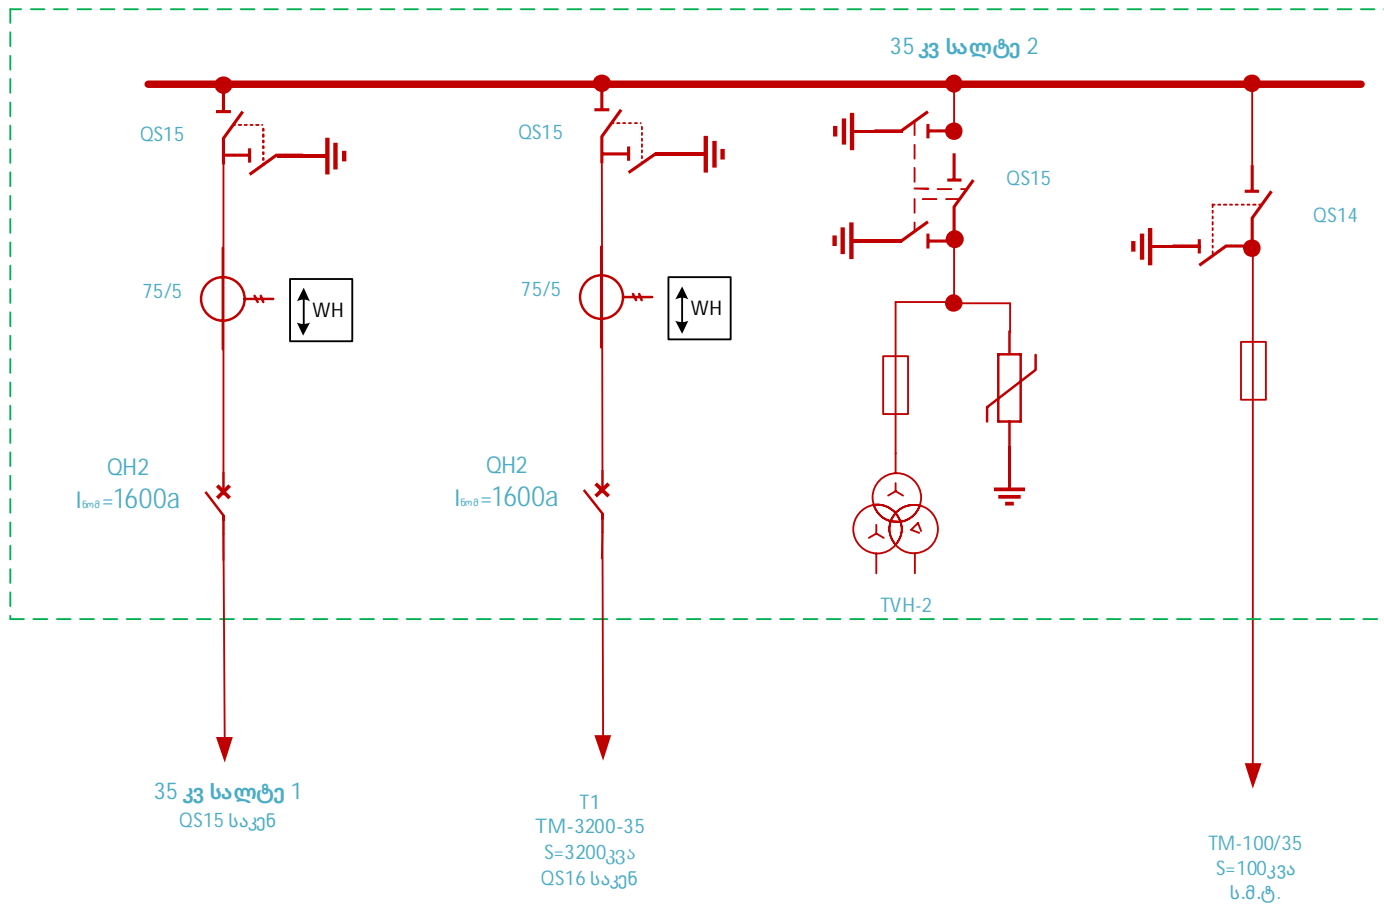 35 კვ სალტე 2
QS15
QS15
QS15
QS14
75/5
WH
75/5
WH
QH2
Iნომ=1600a
QH2
Iნომ=1600a
TVH-2
35 კვ სალტე 1
QS15 საკენ
T1
TM-3200-35
S=3200კვა
QS16 საკენ
TM-100/35
S=100კვა
ს.მ.ტ.